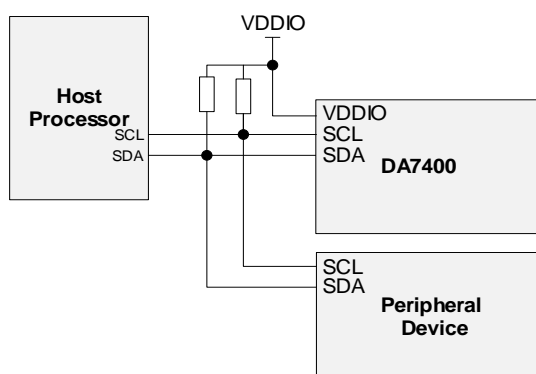 VDDIO
Host
Processor
SCL
SDA
VDDIO
SCL
SDA
DA7400
SCL
SDA
Peripheral
Device